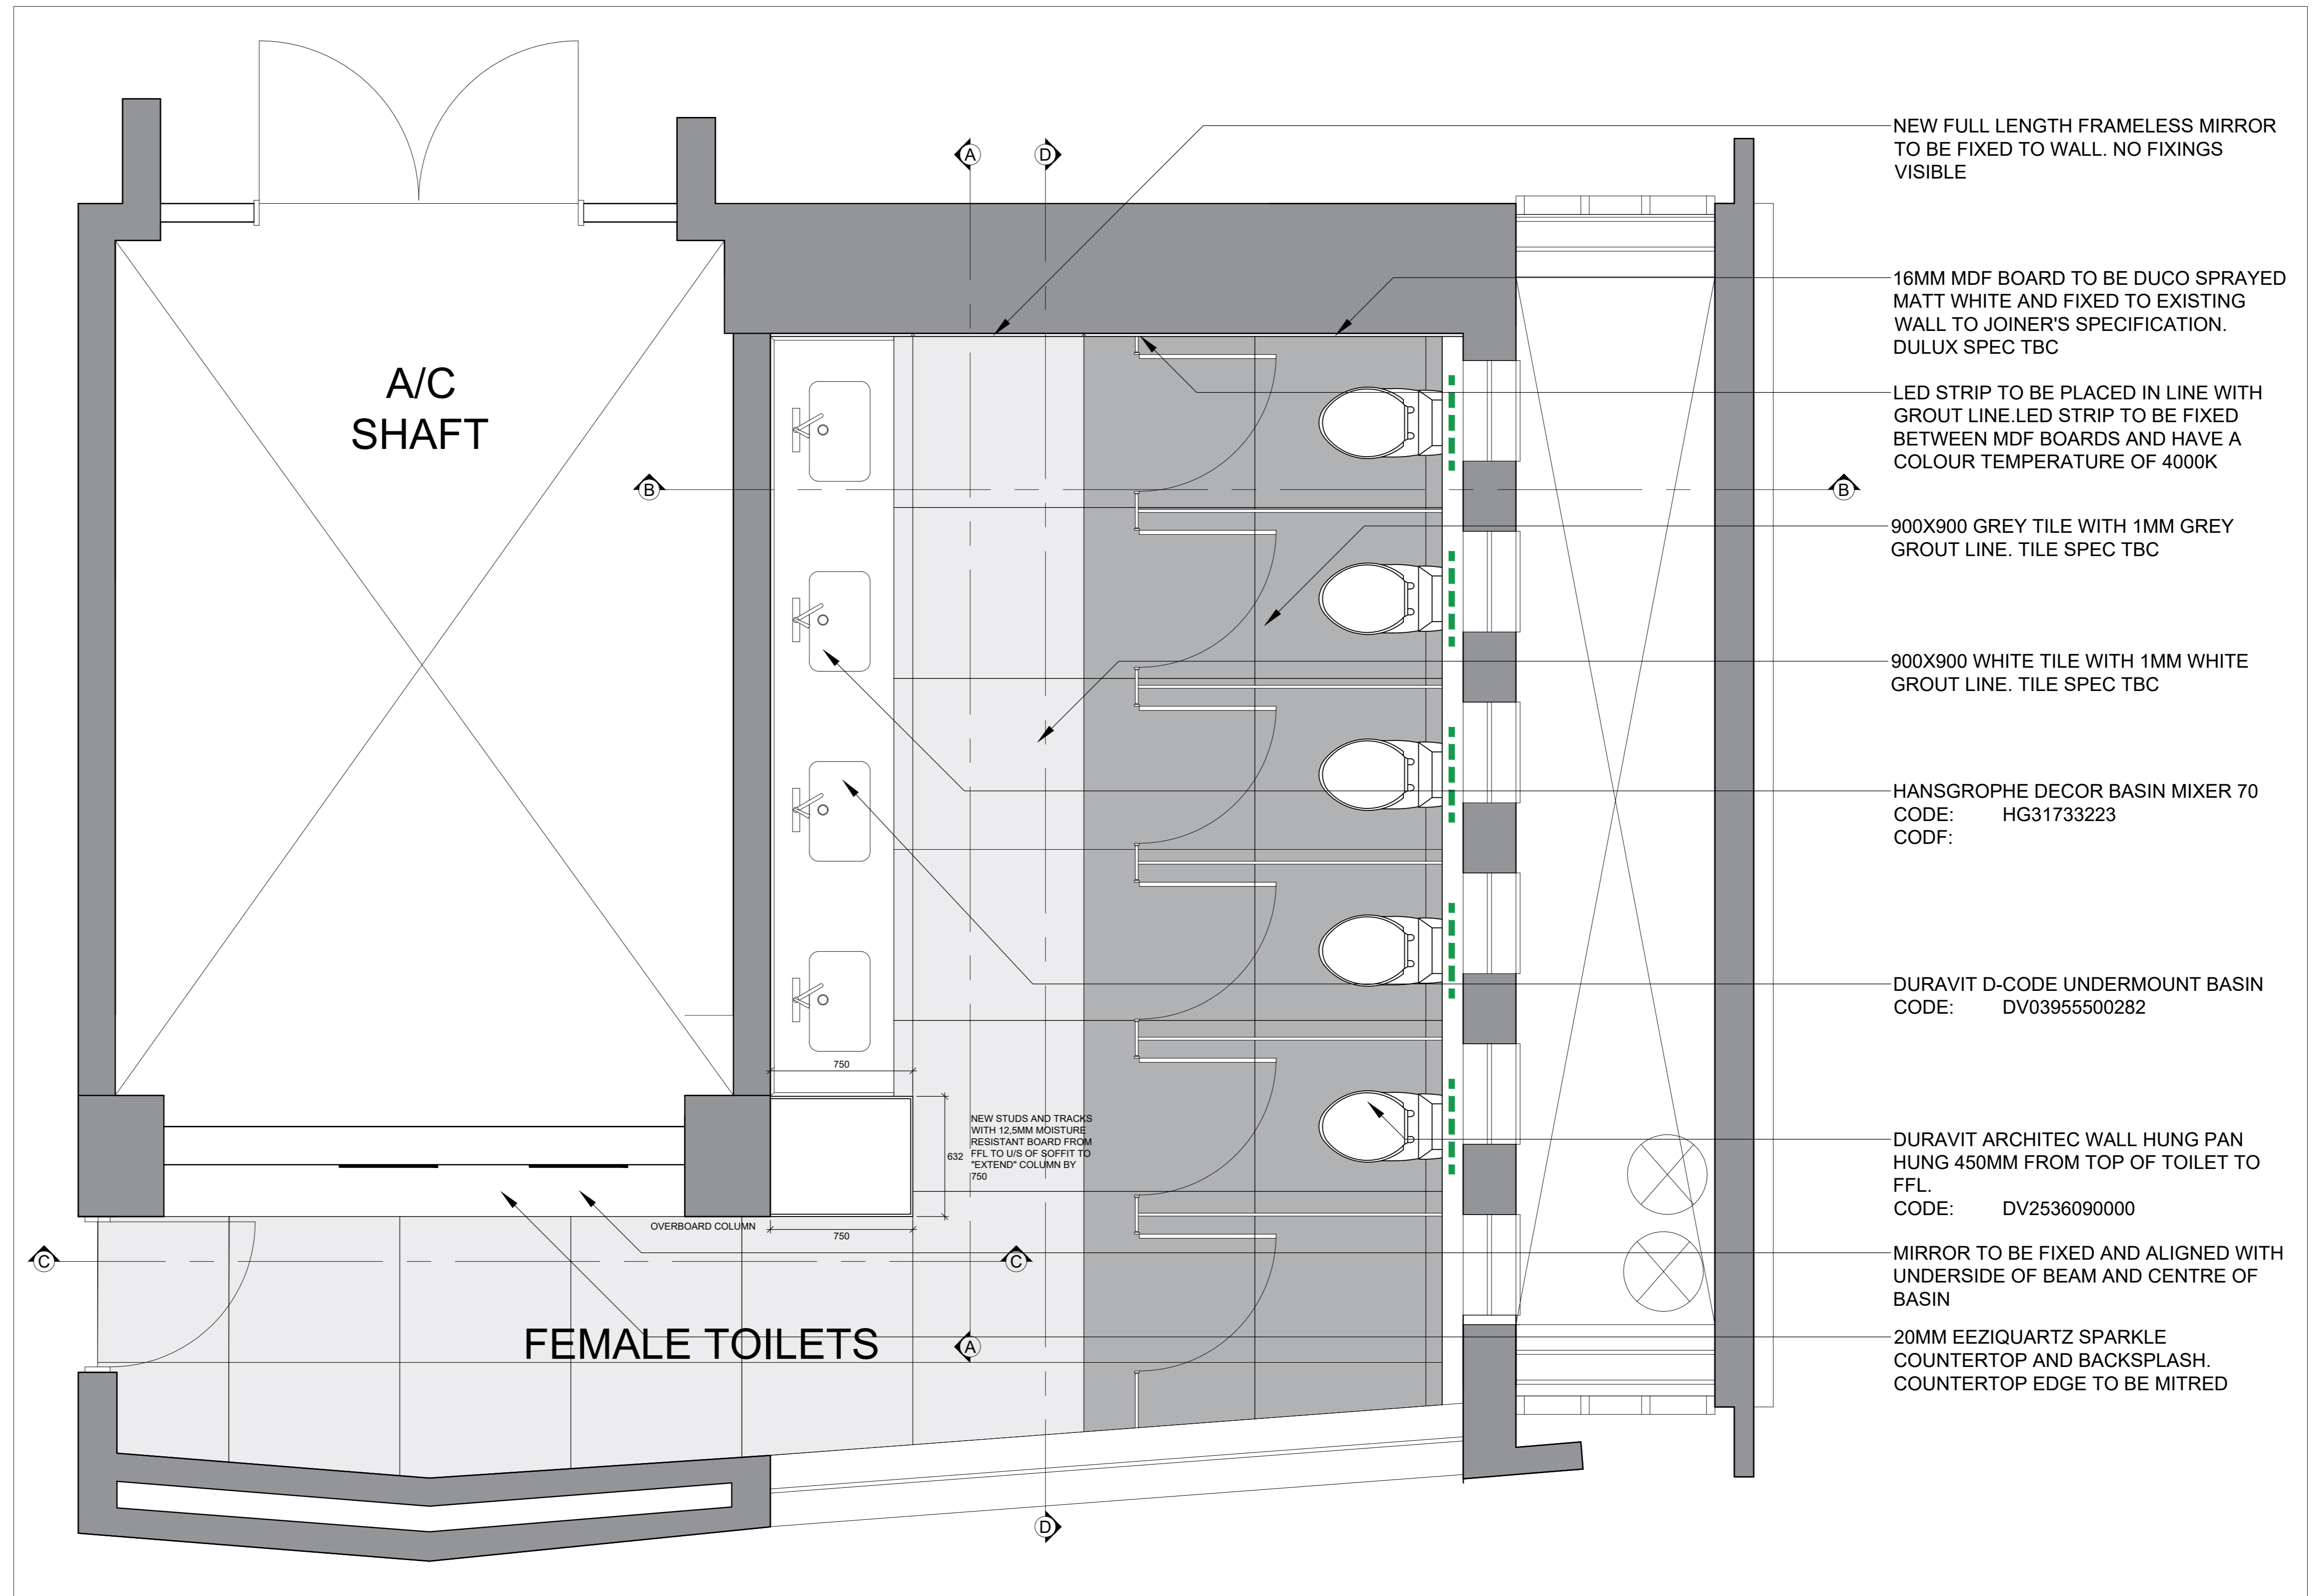 A
D
NEW FULL LENGTH FRAMELESS MIRROR
TO BE FIXED TO WALL. NO FIXINGS
VISIBLE
16MM MDF BOARD TO BE DUCO SPRAYED
MATT WHITE AND FIXED TO EXISTING
WALL TO JOINER'S SPECIFICATION.
DULUX SPEC TBC
A/C
SHAFT
LED STRIP TO BE PLACED IN LINE WITH
GROUT LINE.LED STRIP TO BE FIXED
BETWEEN MDF BOARDS AND HAVE A
COLOUR TEMPERATURE OF 4000K
B
B
900X900 GREY TILE WITH 1MM GREY
GROUT LINE. TILE SPEC TBC
900X900 WHITE TILE WITH 1MM WHITE
GROUT LINE. TILE SPEC TBC
HANSGROPHE DECOR BASIN MIXER 70
CODE: HG31733223
CODF:
DURAVIT D-CODE UNDERMOUNT BASIN
CODE: DV03955500282
750
NEW STUDS AND TRACKS
WITH 12,5MM MOISTURE
RESISTANT BOARD FROM
FFL TO U/S OF SOFFIT TO
"EXTEND" COLUMN BY
750
632
DURAVIT ARCHITEC WALL HUNG PAN
HUNG 450MM FROM TOP OF TOILET TO
FFL.
CODE: DV2536090000
OVERBOARD COLUMN
750
C
C
MIRROR TO BE FIXED AND ALIGNED WITH
UNDERSIDE OF BEAM AND CENTRE OF
BASIN
FEMALE TOILETS
A
20MM EEZIQUARTZ SPARKLE
COUNTERTOP AND BACKSPLASH.
COUNTERTOP EDGE TO BE MITRED
D